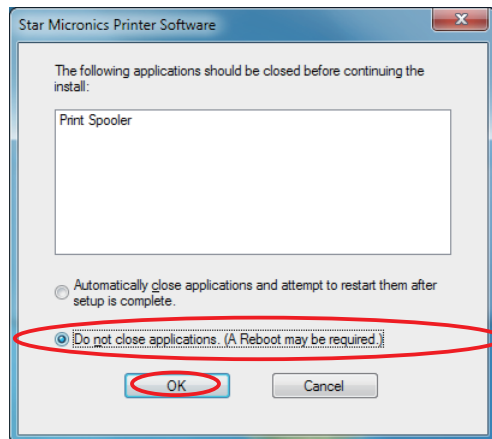 Star Micronics Printer Software
The following applications should be closed before continuing the
install:
Print Spooler
Automatically close applications and attempt to restart them after
setup is complete.
Do not close applications. (A Reboot may be required.)
OK
Cancel